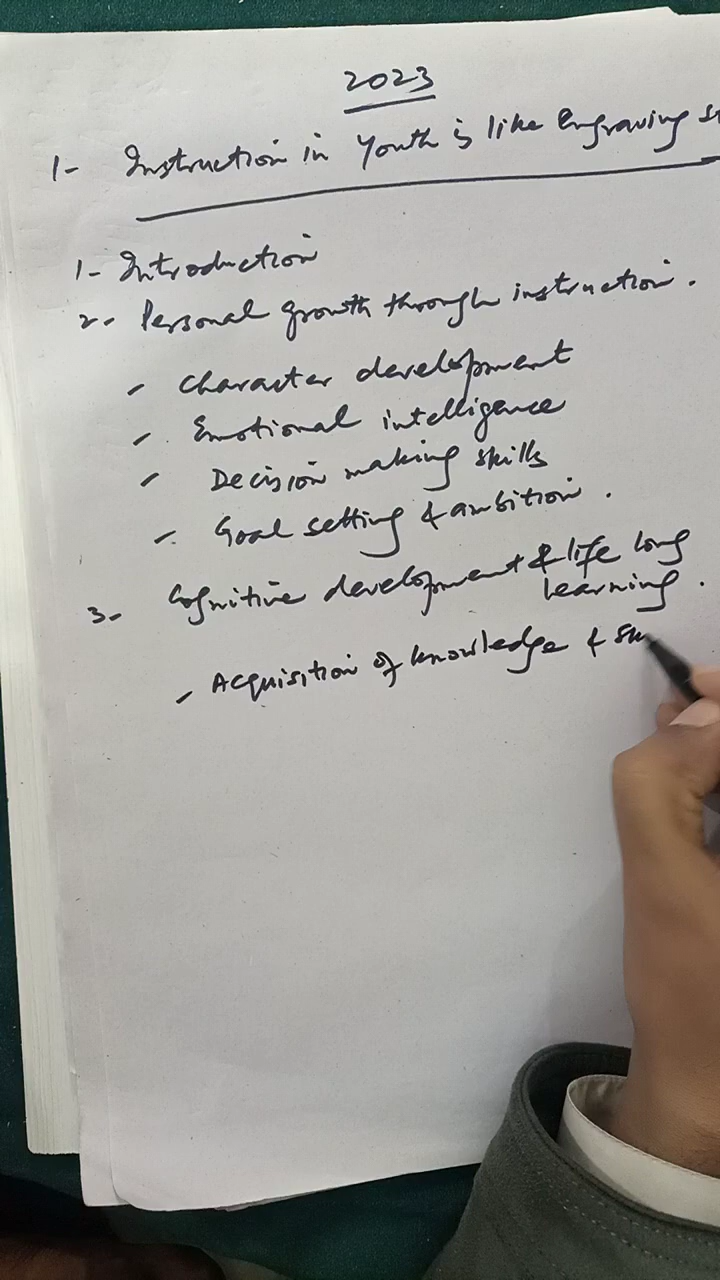 2023
1- Instruction in Youth is like Engraving
1- Introduction
2- Personal growth through instruction.
- Character development
- Emotional intelligence
- Decision making skills
- Goal setting & ambition.
3- Cognitive development & life long
learning.
- Acquisition of knowledge &